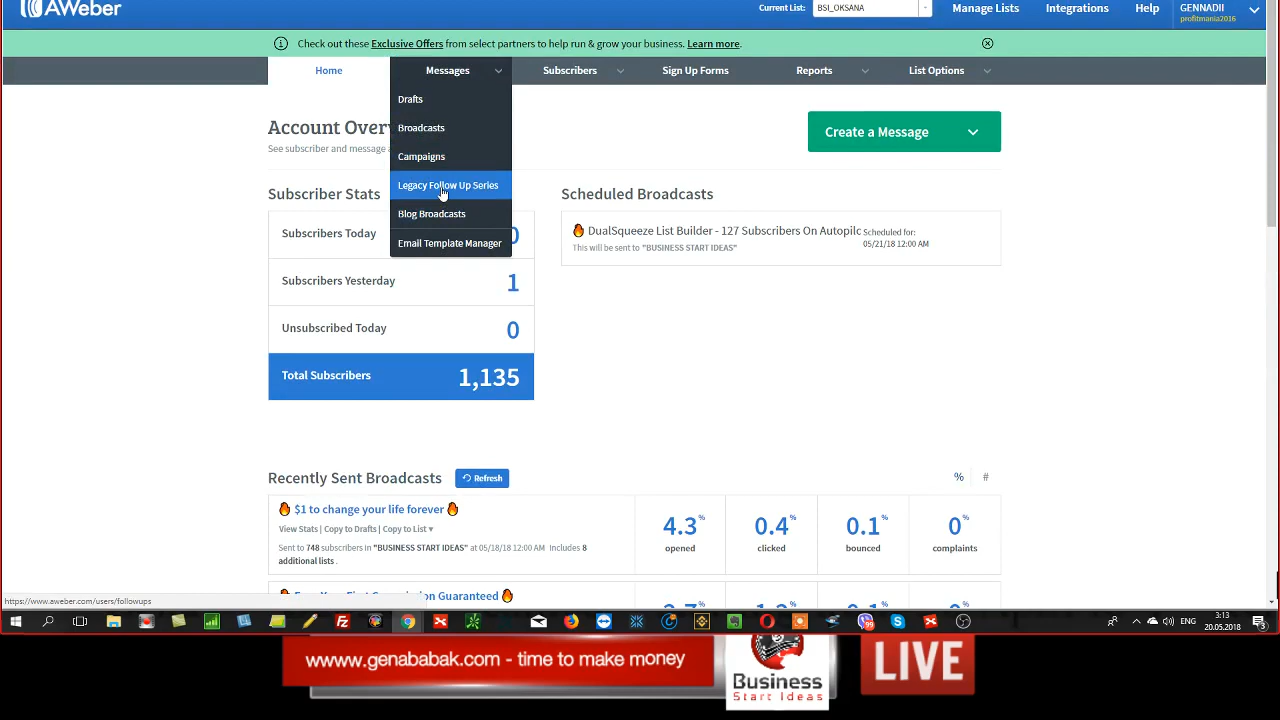 AWeber
Current List:
BSI_OKSANA
Manage Lists
Integrations
Help
GENNADII
profitmania2016
Check out these Exclusive Offers from select partners to help run & grow your business. Learn more.
Home
Messages
Subscribers
Sign Up Forms
Reports
List Options
Drafts
Broadcasts
Campaigns
Legacy Follow Up Series
Blog Broadcasts
Email Template Manager
Account Over
See subscriber and message a
Create a Message
Subscriber Stats
Subscribers Today
0
Subscribers Yesterday
1
Unsubscribed Today
0
Total Subscribers
1,135
Scheduled Broadcasts
DualSqueeze List Builder - 127 Subscribers On Autopilc
Scheduled for:
05/21/18 12:00 AM
This will be sent to "BUSINESS START IDEAS"
Recently Sent Broadcasts
Refresh
%
#
$1 to change your life forever
View Stats | Copy to Drafts | Copy to List ▾
Sent to 748 subscribers in "BUSINESS START IDEAS" at 05/18/18 12:00 AM Includes 8
additional lists .
4.3%
opened
0.4%
clicked
0.1%
bounced
0%
complaints
First Commission Guaranteed
https://www.aweber.com/users/followups
ENG
3:13
20.05.2018
www.genababak.com - time to make money
Business
Start Ideas
LIVE